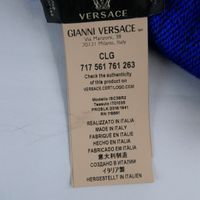 VERSACE
GIANNI VERSACE srl
Via Manzoni, 38
20121 Milano, Italy
CLG
717 561 761 263
Check the authenticity
of this product on
VERSACE.CERTILOGO.COM
REALIZZATO IN ITALIA
MADE IN ITALY
FABRIQUÉ EN ITALIE
HECHO EN ITALIA
FABRICADO EM ITÁLIA
意大利制造
СОЗДАНО В ИТАЛИИ
イタリア製
HERGESTELLT IN ITALIEN